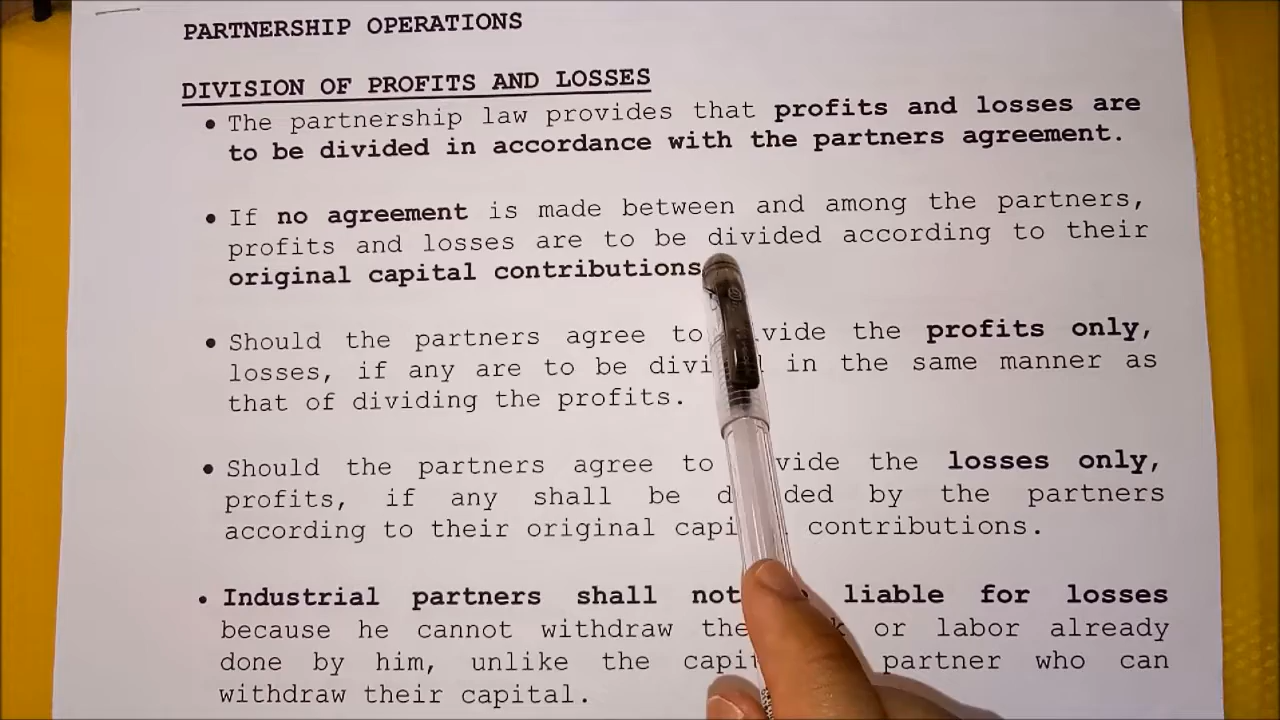 PARTNERSHIP OPERATIONS
DIVISION OF PROFITS AND LOSSES
• The partnership law provides that profits and losses are
to be divided in accordance with the partners agreement.
• If no agreement is made between and among the partners,
profits and losses are to be divided according to their
original capital contributions
• Should the partners agree to vide the profits only,
losses, if any are to be divi in the same manner as
that of dividing the profits.
• Should the partners agree to vide the losses only,
profits, if any shall be d ded by the partners
according to their original capi contributions.
• Industrial partners shall not liable for losses
because he cannot withdraw the or labor already
done by him, unlike the capi partner who can
withdraw their capital.